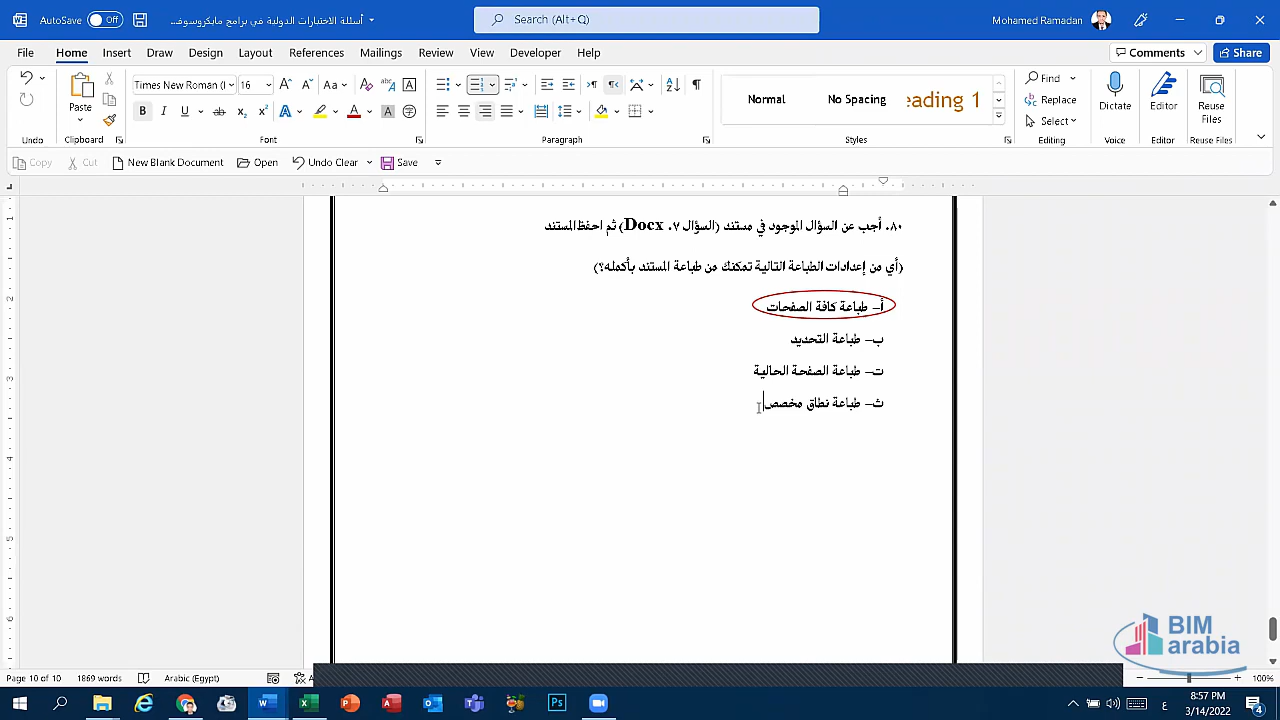 AutoSave Off أسئلة الاختبارات الدولية في برامج مايكروسوف... Search (Alt+Q) Mohamed Ramadan
File Home Insert Draw Design Layout References Mailings Review View Developer Help Comments Share
Times New Roman ( 16 Aa Normal No Spacing eading 1 Find
Paste Replace Dictate Editor Reuse Files
B I U Select
Undo Clipboard Font Paragraph Styles Editing Voice Editor Reuse Files
Copy Cut New Blank Document Open Undo Clear Save
٨٠. أجب عن السؤال الموجود في مستند (السؤال ٧. Docx) ثم احفظ المستند
(أي من إعدادات الطباعة التالية تمكنك من طباعة المستند بأكمله؟)
أ– طباعة كافة الصفحات
ب– طباعة التحديد
ت– طباعة الصفحة الحالية
ث– طباعة نطاق مخصص
BIM
arabia
Page 10 of 10 1869 words Arabic (Egypt) 100%
8:57 PM
3/14/2022